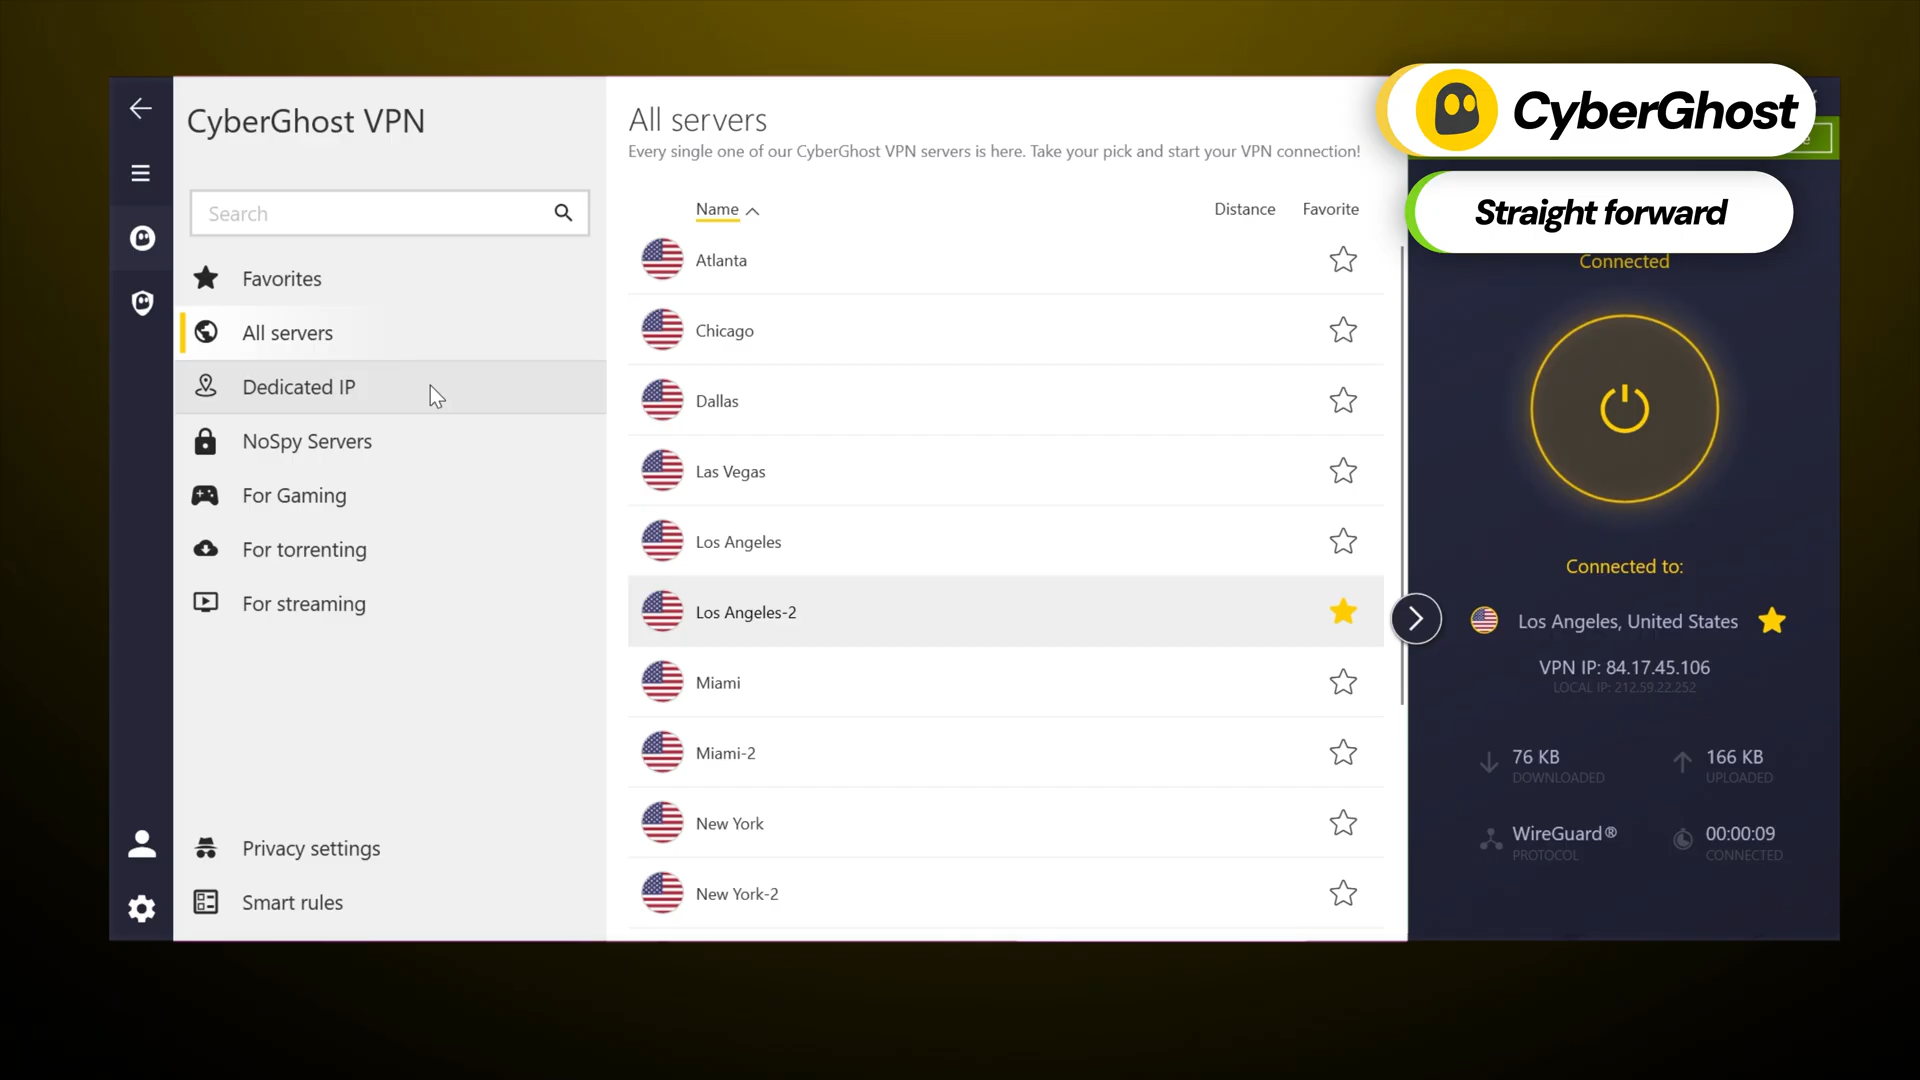 CyberGhost VPN
Search
Favorites
All servers
Dedicated IP
NoSpy Servers
For Gaming
For torrenting
For streaming
Privacy settings
Smart rules
All servers
Every single one of our CyberGhost VPN servers is here. Take your pick and start your VPN connection!
Name Distance Favorite
Atlanta
Chicago
Dallas
Las Vegas
Los Angeles
Los Angeles-2
Miami
Miami-2
New York
New York-2
CyberGhost
Straight forward
Connected
Connected to:
Los Angeles, United States
VPN IP: 84.17.45.106
LOCAL IP: 212.59.22.252
76 KB
DOWNLOADED
166 KB
UPLOADED
WireGuard®
PROTOCOL
00:00:09
CONNECTED